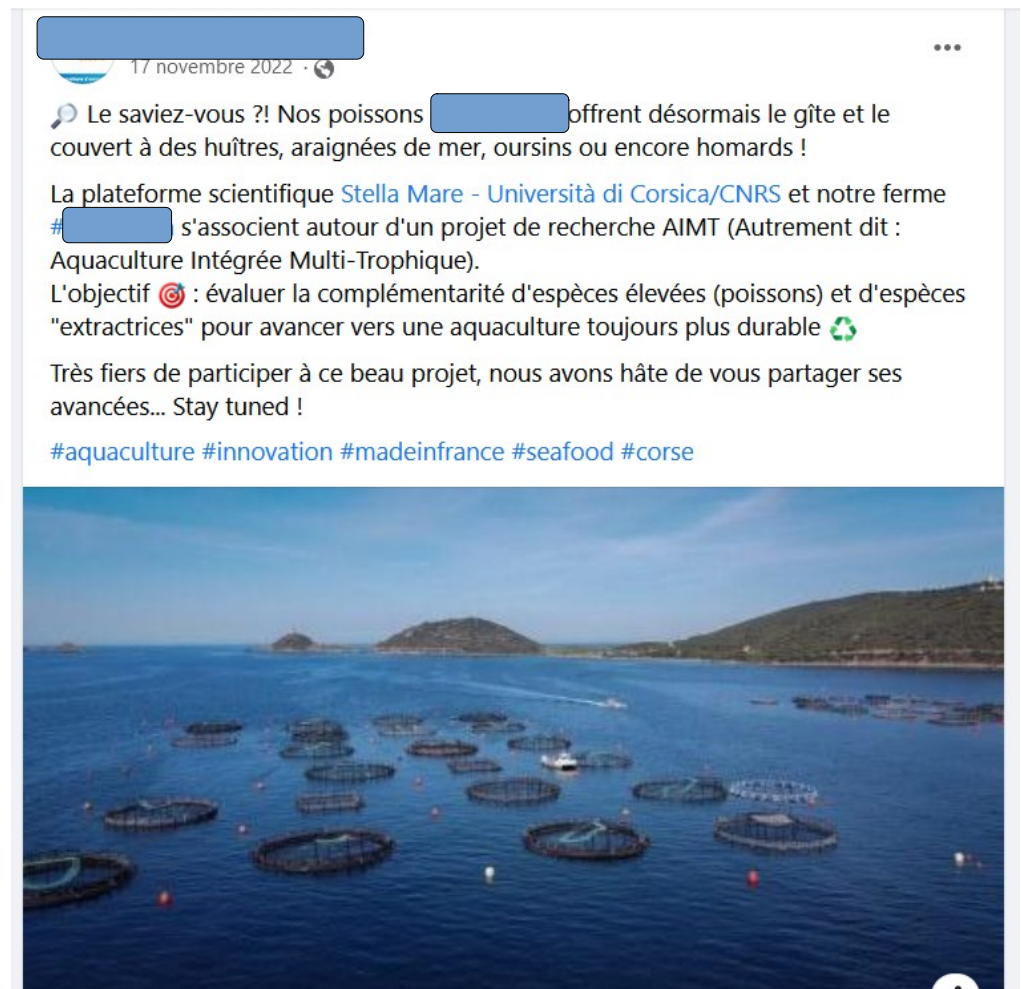 17 novembre 2022 ·
🔎 Le saviez-vous ?! Nos poissons offrent désormais le gîte et le
couvert à des huîtres, araignées de mer, oursins ou encore homards !
La plateforme scientifique Stella Mare - Università di Corsica/CNRS et notre ferme
# s'associent autour d'un projet de recherche AIMT (Autrement dit :
Aquaculture Intégrée Multi-Trophique).
L'objectif 🎯 : évaluer la complémentarité d'espèces élevées (poissons) et d'espèces
"extractrices" pour avancer vers une aquaculture toujours plus durable ♻️
Très fiers de participer à ce beau projet, nous avons hâte de vous partager ses
avancées... Stay tuned !
#aquaculture #innovation #madeinfrance #seafood #corse